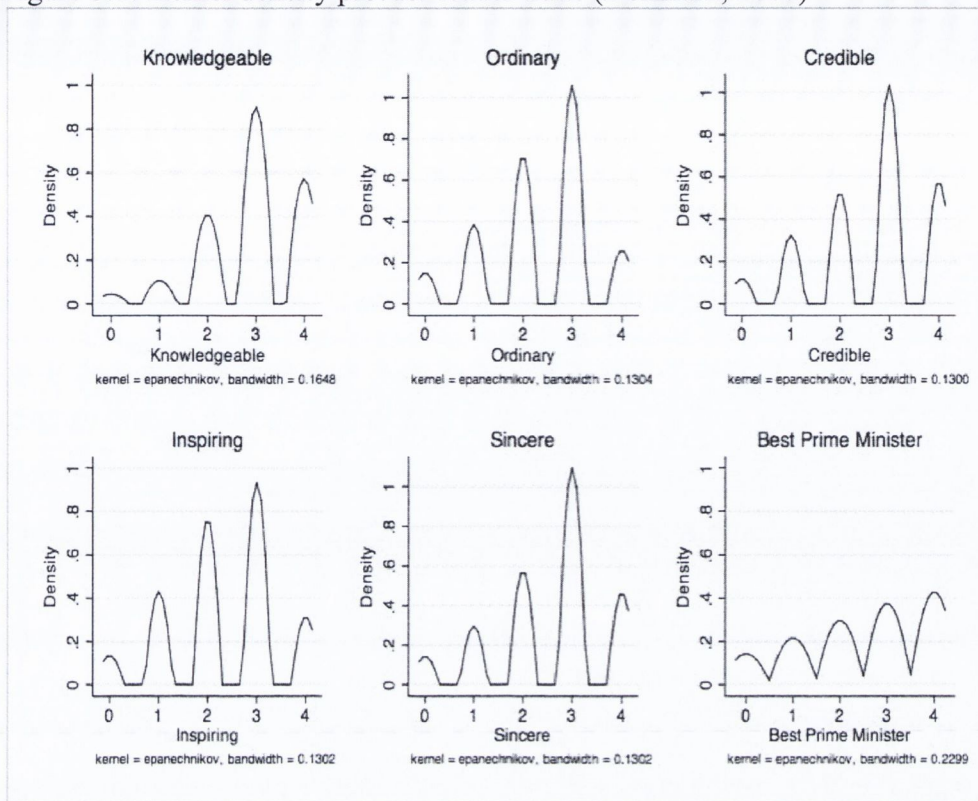 Knowledgeable Ordinary Credible
Density 0 .2 .4 .6 .8 1
0 1 2 3 4
Knowledgeable
kernel = epanechnikov, bandwidth = 0.1648
Density 0 .2 .4 .6 .8 1
0 1 2 3 4
Ordinary
kernel = epanechnikov, bandwidth = 0.1304
Density 0 .2 .4 .6 .8 1
0 1 2 3 4
Credible
kernel = epanechnikov, bandwidth = 0.1300
Inspiring Sincere Best Prime Minister
Density 0 .2 .4 .6 .8 1
0 1 2 3 4
Inspiring
kernel = epanechnikov, bandwidth = 0.1302
Density 0 .2 .4 .6 .8 1
0 1 2 3 4
Sincere
kernel = epanechnikov, bandwidth = 0.1302
Density 0 .2 .4 .6 .8 1
0 1 2 3 4
Best Prime Minister
kernel = epanechnikov, bandwidth = 0.2299